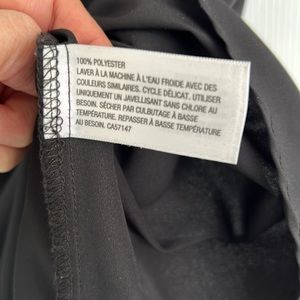 100% POLYESTER
LAVER À LA MACHINE À L'EAU FROIDE AVEC DES
COULEURS SIMILAIRES. CYCLE DÉLICAT. UTILISER
UNIQUEMENT UN JAVELLISANT SANS CHLORE AU
BESOIN. SÉCHER PAR CULBUTAGE À BASSE
TEMPÉRATURE. REPASSER À BASSE TEMPÉRATURE
AU BESOIN. CA57147